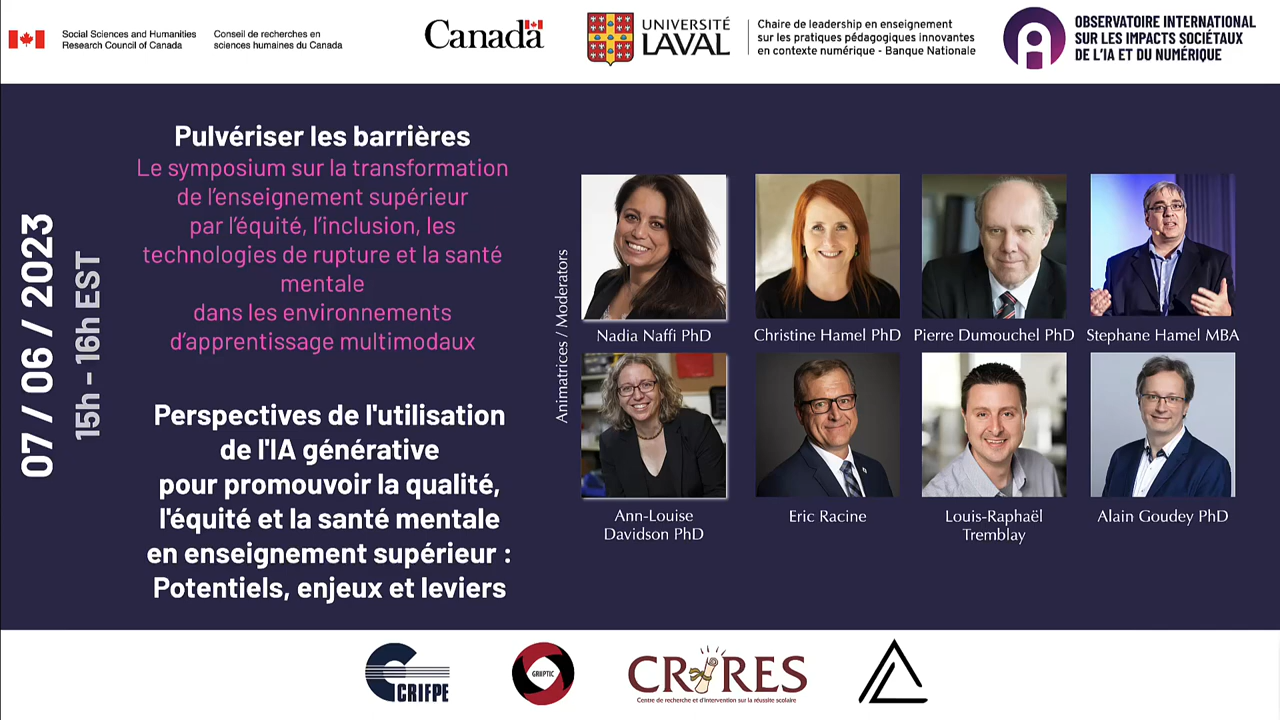 Social Sciences and Humanities
Research Council of Canada
Conseil de recherches en
sciences humaines du Canada
Canada
UNIVERSITÉ
LAVAL
Chaire de leadership en enseignement
sur les pratiques pédagogiques innovantes
en contexte numérique - Banque Nationale
OBSERVATOIRE INTERNATIONAL
SUR LES IMPACTS SOCIÉTAUX
DE L'IA ET DU NUMÉRIQUE
07 / 06 / 2023
15h - 16h EST
Pulvériser les barrières
Le symposium sur la transformation
de l’enseignement supérieur
par l’équité, l’inclusion, les
technologies de rupture et la santé
mentale
dans les environnements
d’apprentissage multimodaux
Perspectives de l'utilisation
de l'IA générative
pour promouvoir la qualité,
l'équité et la santé mentale
en enseignement supérieur :
Potentiels, enjeux et leviers
Animatrices / Moderators
Nadia Naffi PhD
Christine Hamel PhD
Pierre Dumouchel PhD
Stephane Hamel MBA
Ann-Louise
Davidson PhD
Eric Racine
Louis-Raphaël
Tremblay
Alain Goudey PhD
CRIFPE
GRIIPTIC
CRIRES
Centre de recherche et d'intervention sur la réussite scolaire